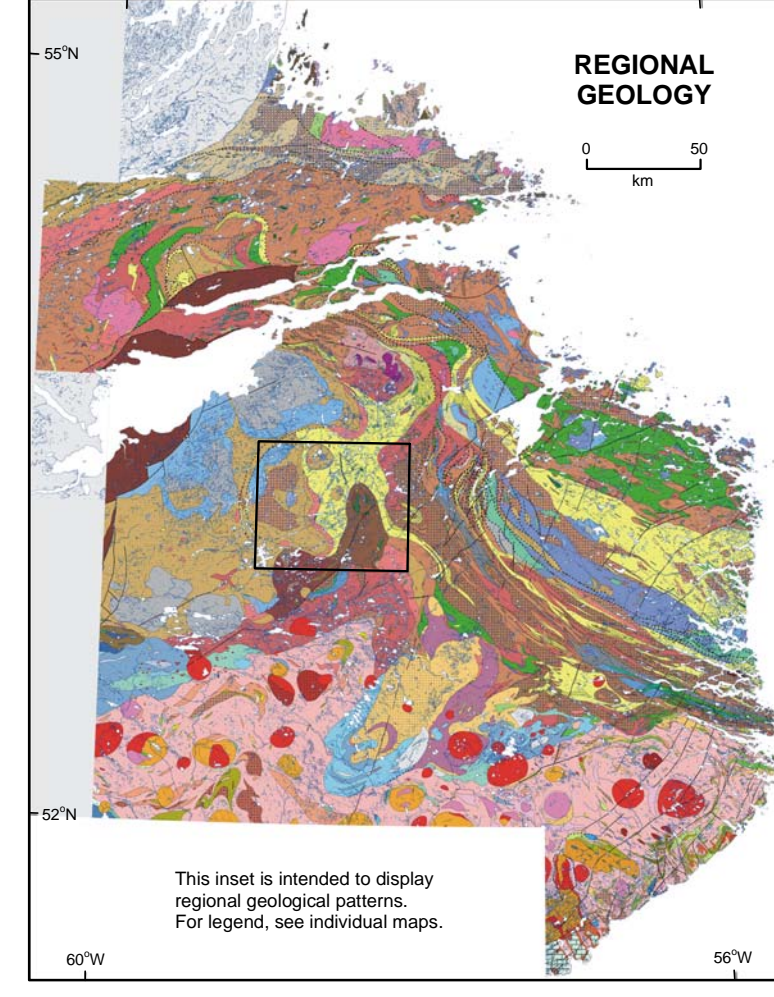 55°N
REGIONAL
GEOLOGY
0 50
km
52°N
This inset is intended to display
regional geological patterns.
For legend, see individual maps.
60°W
56°W